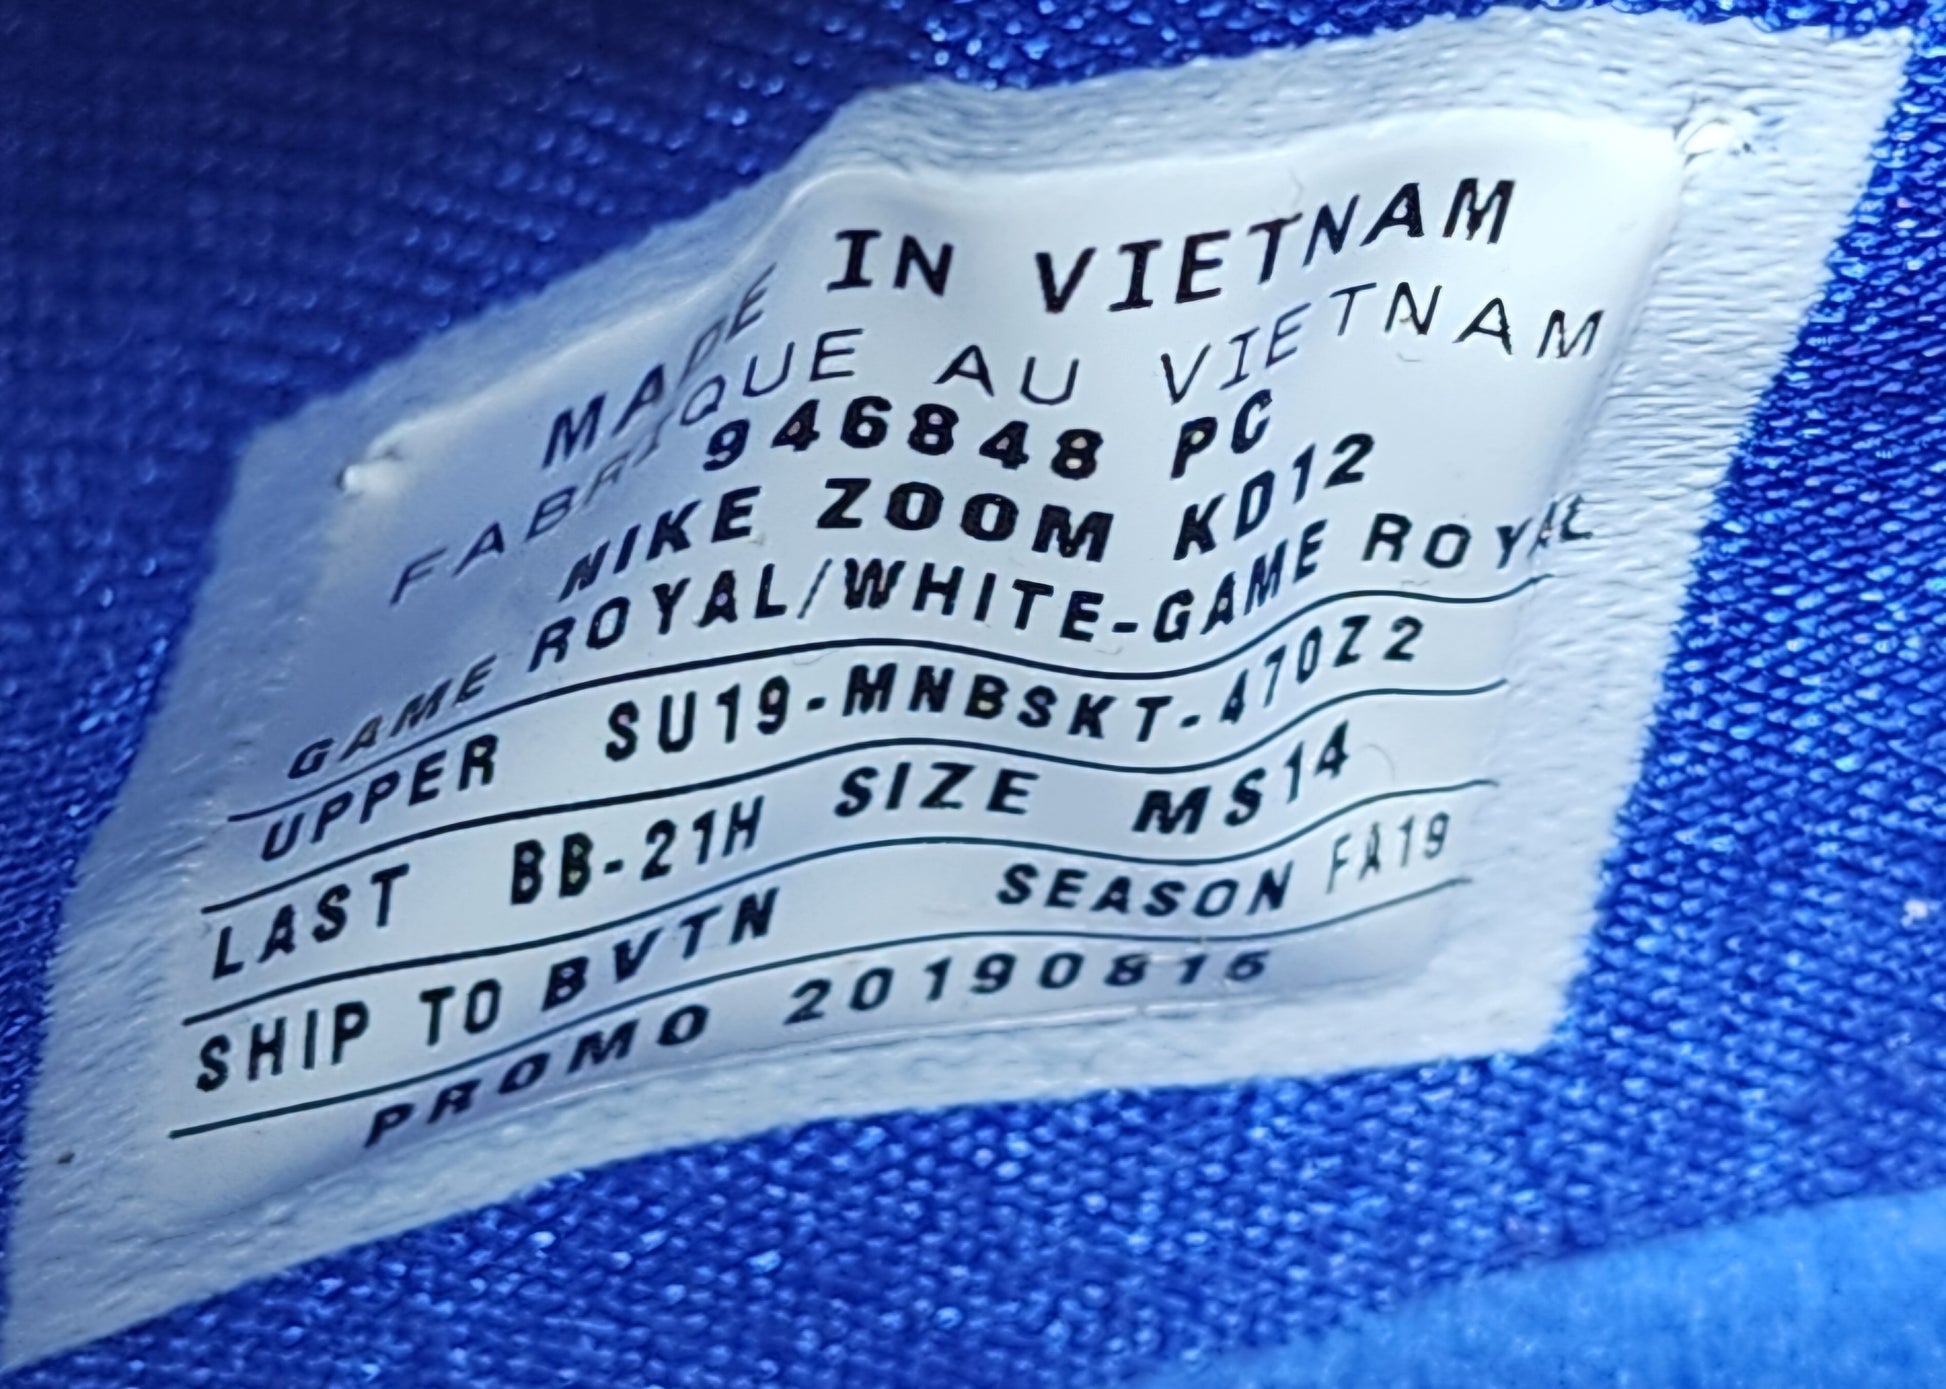 MADE IN VIETNAM
FABRIQUE AU VIETNAM
946848 PC
NIKE ZOOM KD12
GAME ROYAL/WHITE-GAME ROYAL
UPPER SU19-MNBSKT-470Z2
LAST BB-21H SIZE MS14
SHIP TO BVTN SEASON FA19
PROMO 20190815